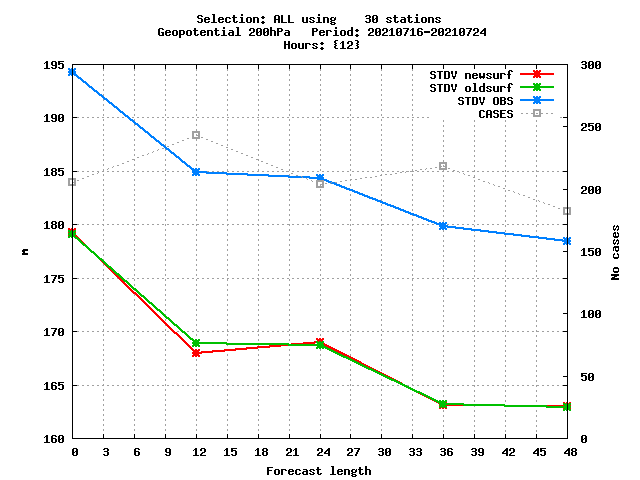 Selection: ALL using    30 stations
Geopotential 200hPa   Period: 20210716-20210724
Hours: {12}
STDV newsurf
STDV oldsurf
STDV OBS
CASES
195
190
185
180
175
170
165
160
m
300
250
200
150
100
50
0
No cases
0 3 6 9 12 15 18 21 24 27 30 33 36 39 42 45 48
Forecast length